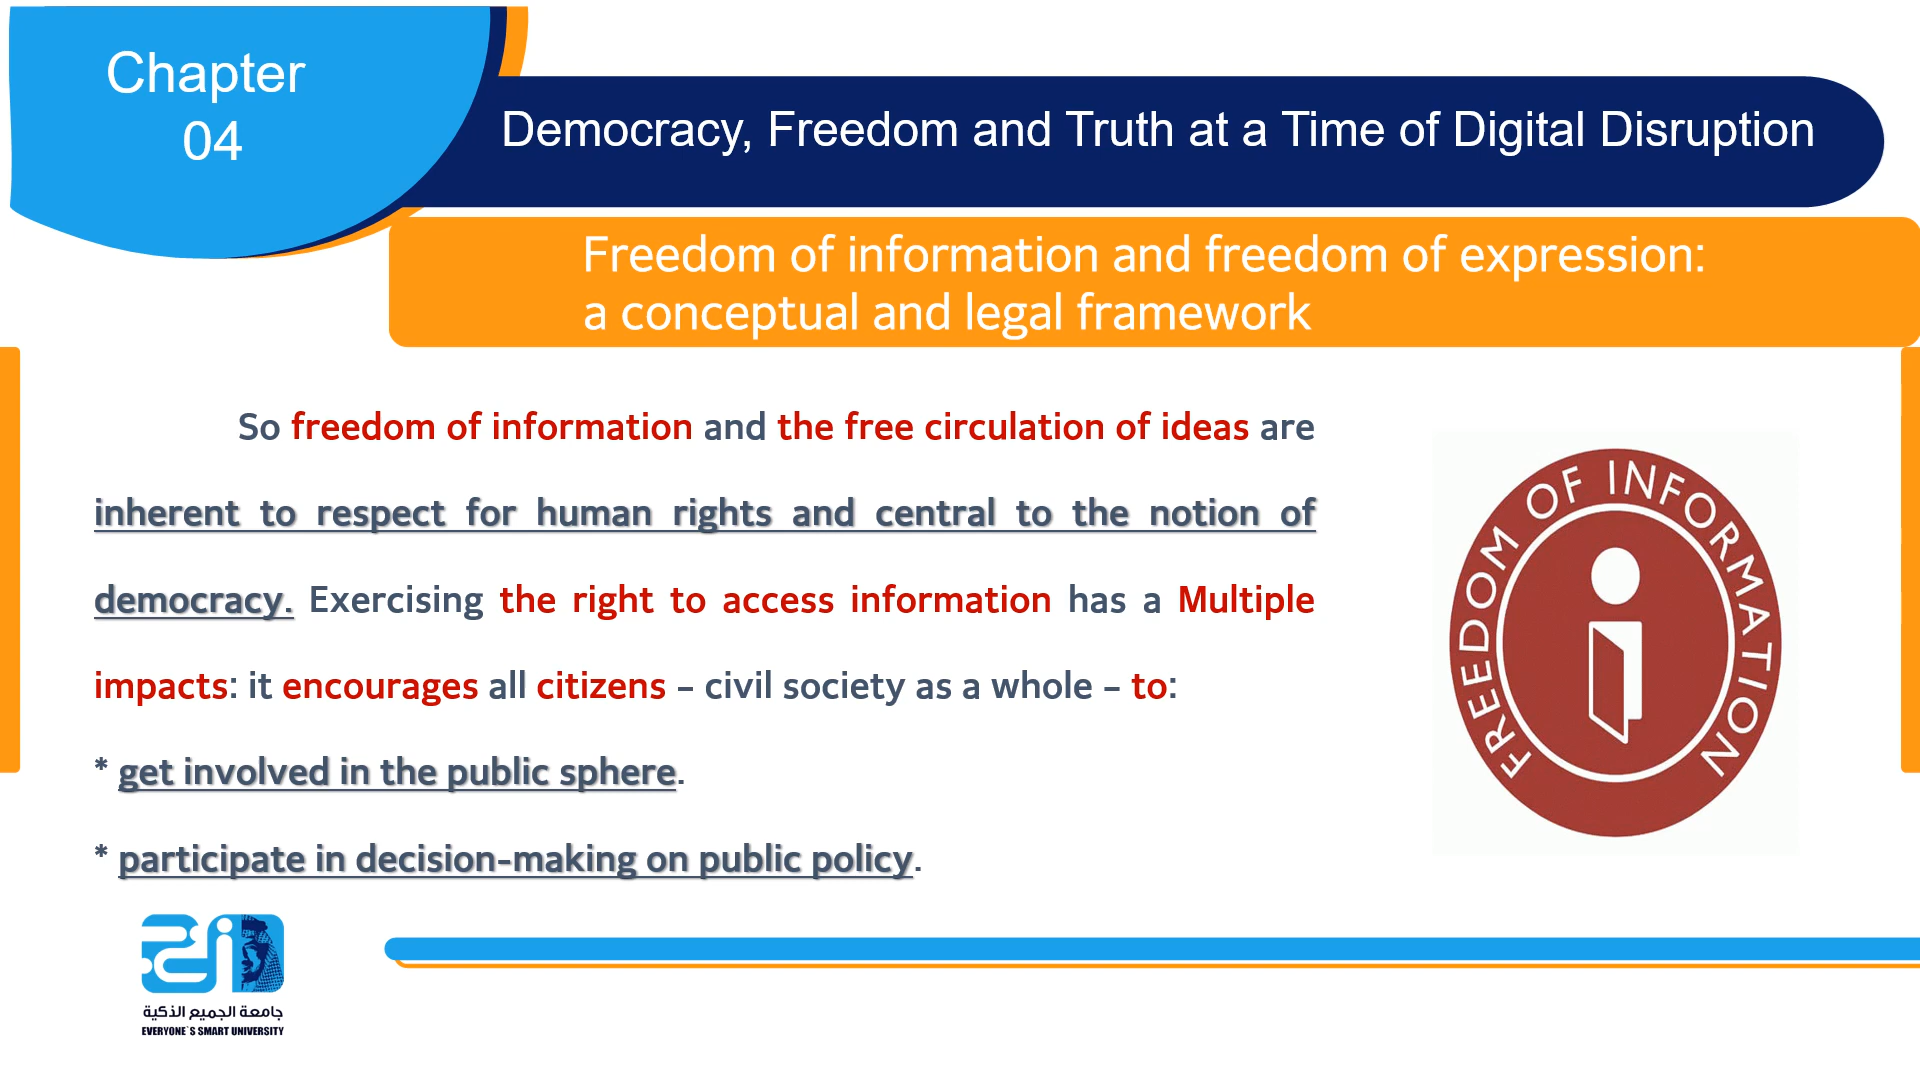 Chapter
04
Democracy, Freedom and Truth at a Time of Digital Disruption
Freedom of information and freedom of expression:
a conceptual and legal framework
So freedom of information and the free circulation of ideas are
inherent to respect for human rights and central to the notion of
democracy. Exercising the right to access information has a Multiple
impacts: it encourages all citizens – civil society as a whole – to:
* get involved in the public sphere.
* participate in decision-making on public policy.
FREEDOM OF INFORMATION
جامعة الجميع الذكية
EVERYONE`S SMART UNIVERSITY